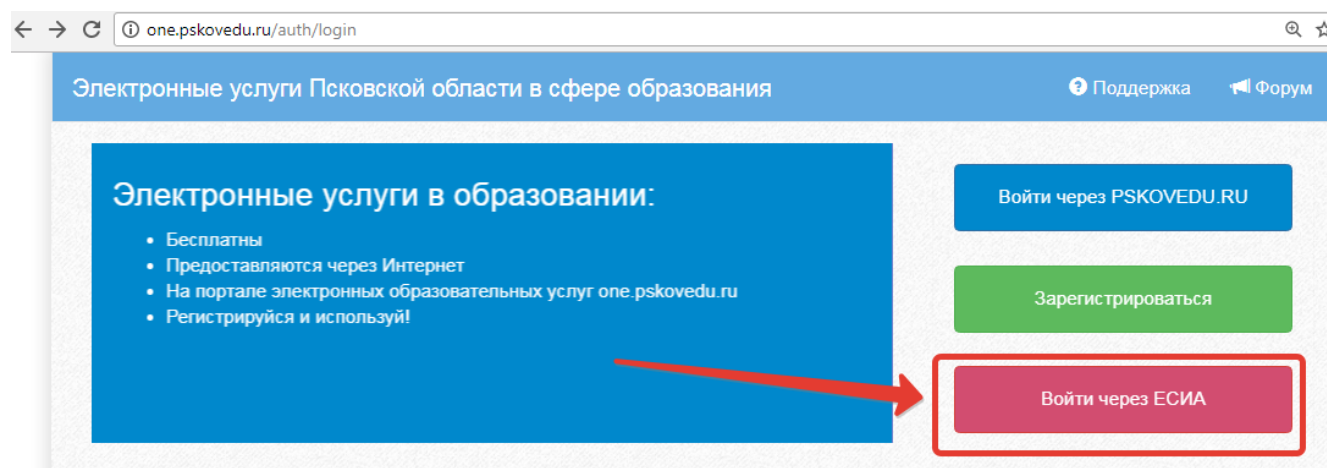 one.pskovedu.ru/auth/login
Электронные услуги Псковской области в сфере образования
Поддержка
Форум
Электронные услуги в образовании:
• Бесплатны
• Предоставляются через Интернет
• На портале электронных образовательных услуг one.pskovedu.ru
• Регистрируйся и используй!
Войти через PSKOVEDU.RU
Зарегистрироваться
Войти через ЕСИА